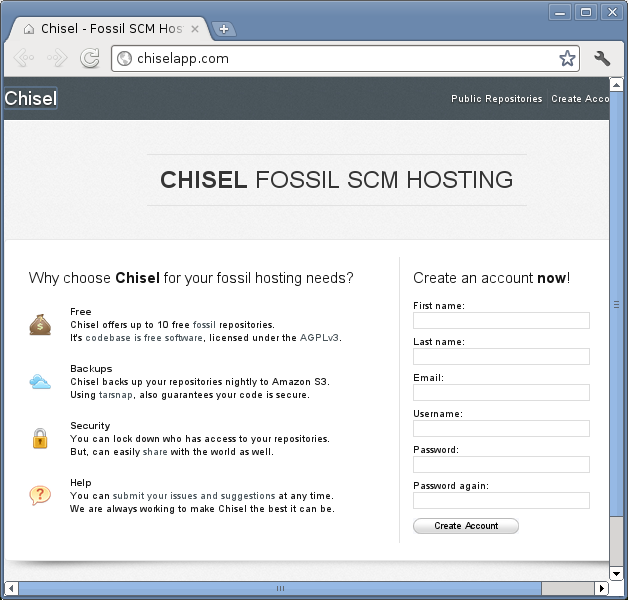 Chisel - Fossil SCM Hos
chiselapp.com
Chisel
Public Repositories Create Acco
CHISEL FOSSIL SCM HOSTING
Why choose Chisel for your fossil hosting needs?
Free
Chisel offers up to 10 free fossil repositories.
It's codebase is free software, licensed under the AGPLv3.
Backups
Chisel backs up your repositories nightly to Amazon S3.
Using tarsnap, also guarantees your code is secure.
Security
You can lock down who has access to your repositories.
But, can easily share with the world as well.
Help
You can submit your issues and suggestions at any time.
We are always working to make Chisel the best it can be.
Create an account now!
First name:
Last name:
Email:
Username:
Password:
Password again:
Create Account